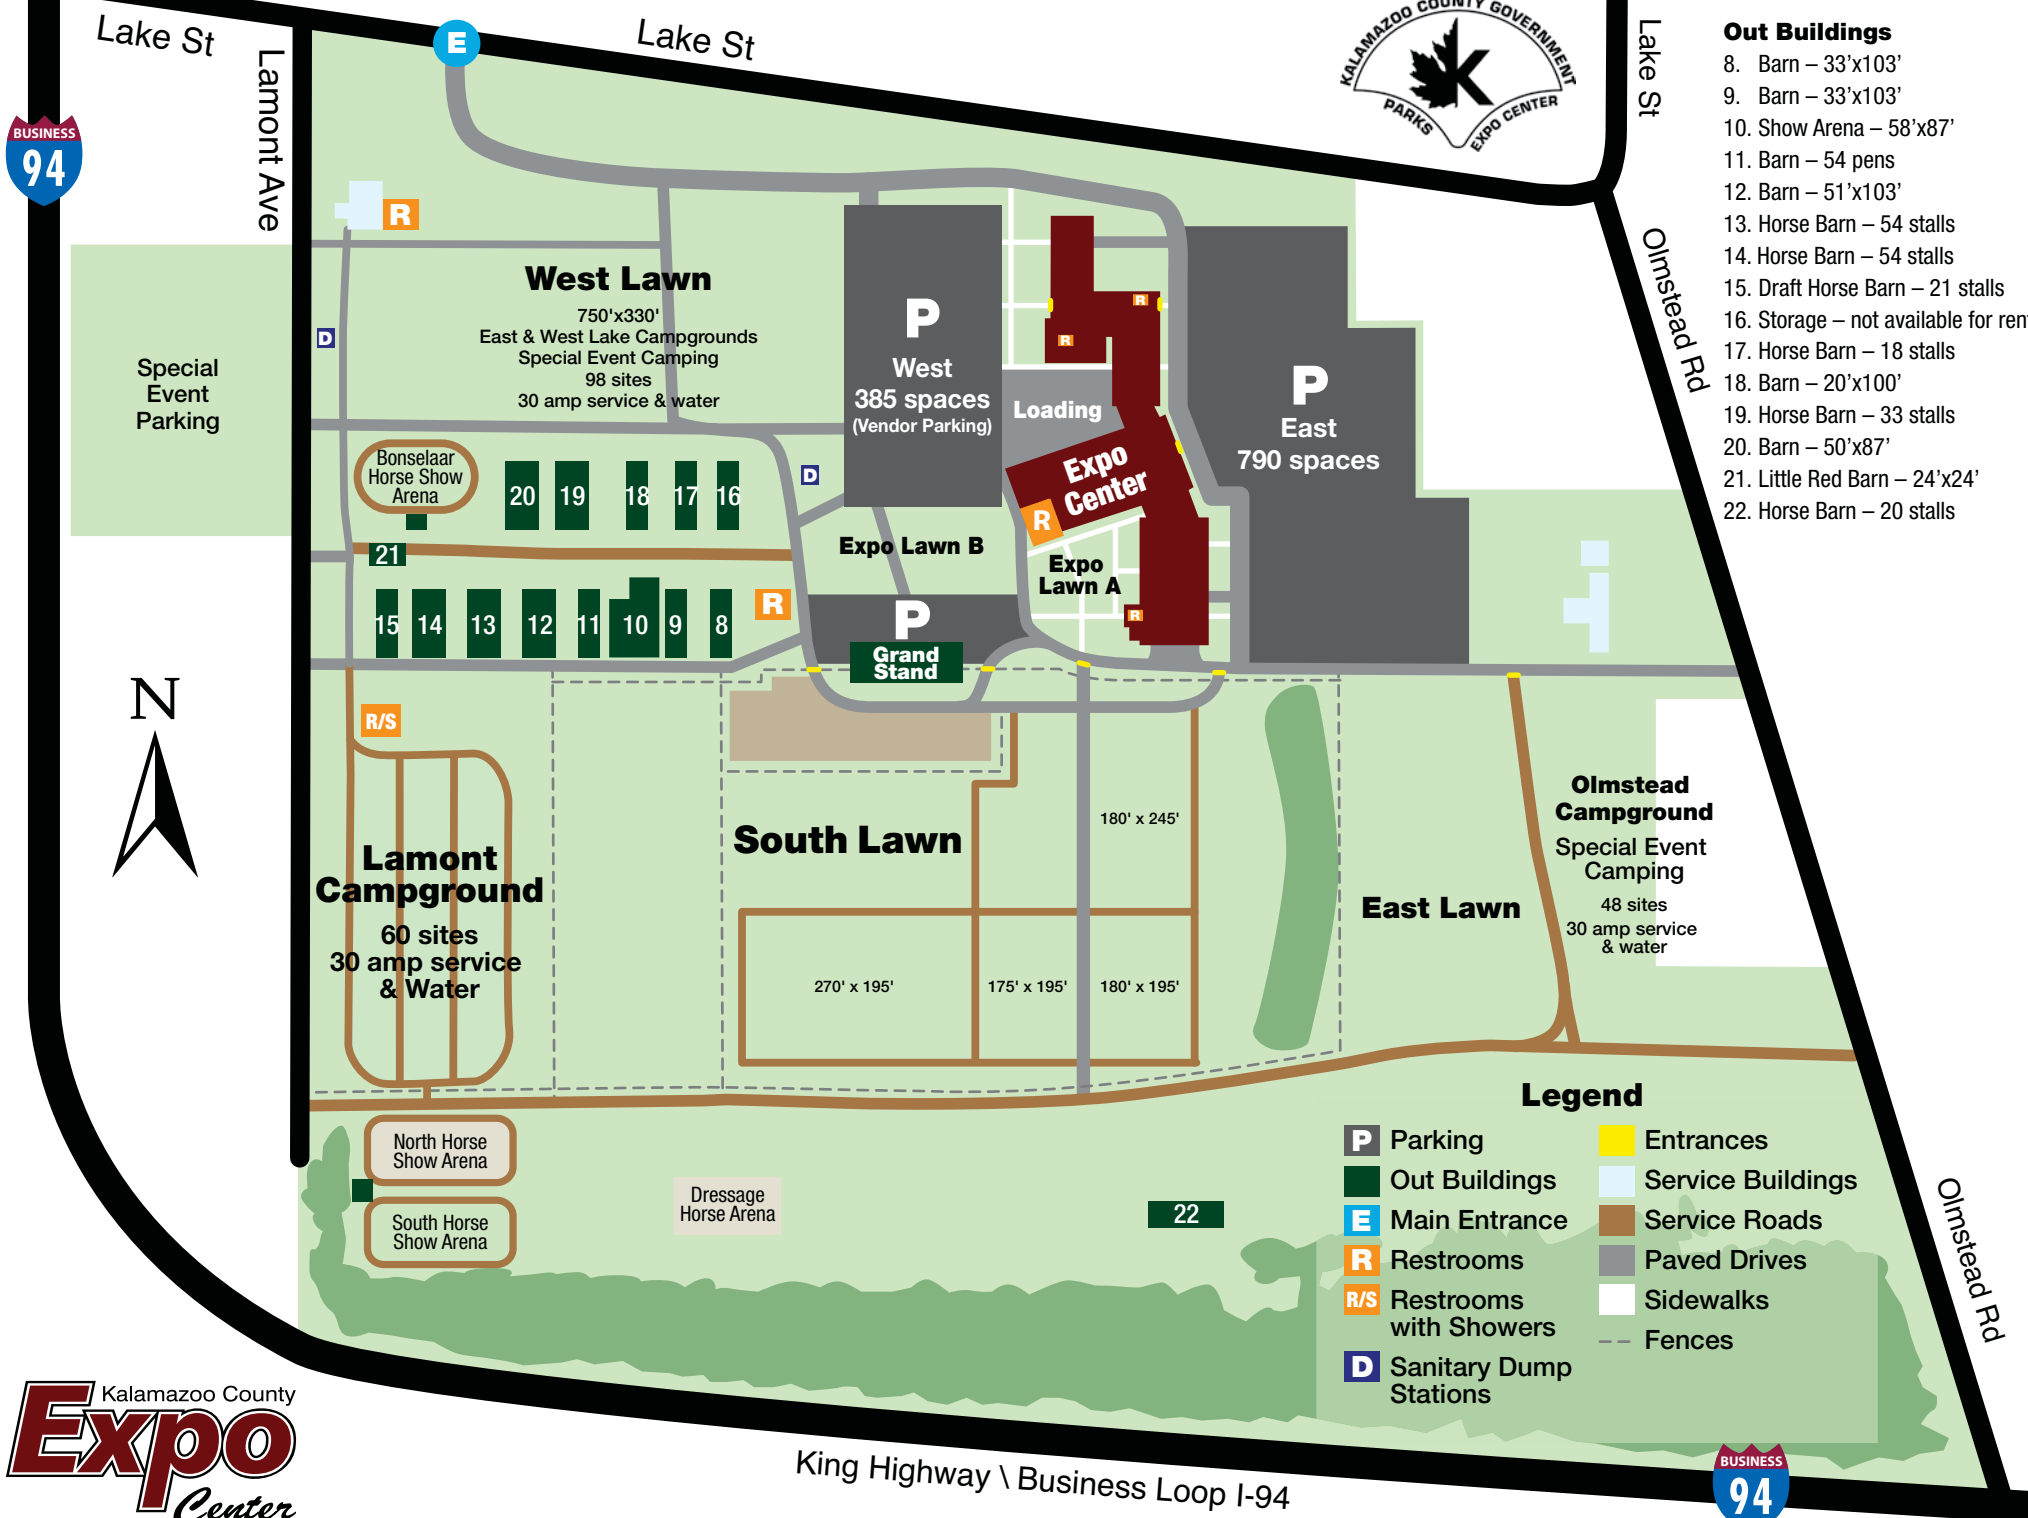 Lake St
Lamont Ave
E
Lake St
KALAMAZOO COUNTY GOVERNMENT
K
PARKS
EXPO CENTER
Lake St
Olmstead Rd
Out Buildings
8. Barn – 33'x103'
9. Barn – 33'x103'
10. Show Arena – 58'x87'
11. Barn – 54 pens
12. Barn – 51'x103'
13. Horse Barn – 54 stalls
14. Horse Barn – 54 stalls
15. Draft Horse Barn – 21 stalls
16. Storage – not available for ren
17. Horse Barn – 18 stalls
18. Barn – 20'x100'
19. Horse Barn – 33 stalls
20. Barn – 50'x87'
21. Little Red Barn – 24'x24'
22. Horse Barn – 20 stalls
BUSINESS
94
R
D
Special
Event
Parking
West Lawn
750'x330'
East & West Lake Campgrounds
Special Event Camping
98 sites
30 amp service & water
P
West
385 spaces
(Vendor Parking)
R
R
Loading
P
East
790 spaces
Expo
Center
R
Bonselaar
Horse Show
Arena
20
19
18
17
16
D
21
Expo Lawn B
Expo
Lawn A
15
14
13
12
11
10
9
8
R
P
Grand
Stand
R
N
R/S
Lamont
Campground
60 sites
30 amp service
& Water
South Lawn
180' x 245'
270' x 195'
175' x 195'
180' x 195'
East Lawn
Olmstead
Campground
Special Event
Camping
48 sites
30 amp service
& water
North Horse
Show Arena
South Horse
Show Arena
Dressage
Horse Arena
22
Legend
P Parking
Out Buildings
E Main Entrance
R Restrooms
R/S Restrooms
with Showers
D Sanitary Dump
Stations
Entrances
Service Buildings
Service Roads
Paved Drives
Sidewalks
Fences
Olmstead Rd
Kalamazoo County
Expo
Center
King Highway \ Business Loop I-94
BUSINESS
94